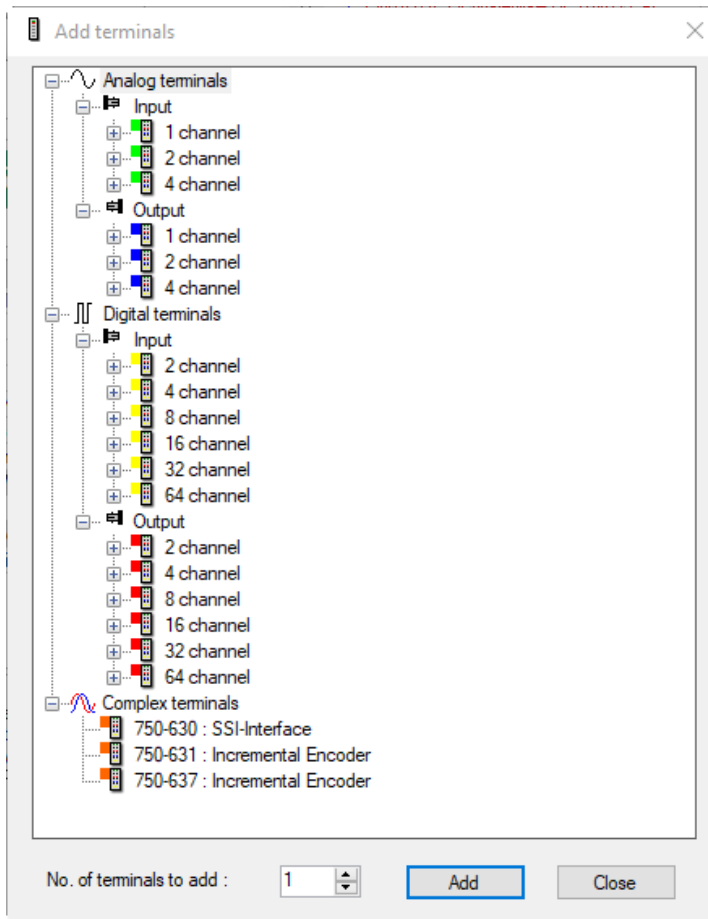 Add terminals
Analog terminals
Input
1 channel
2 channel
4 channel
Output
1 channel
2 channel
4 channel
Digital terminals
Input
2 channel
4 channel
8 channel
16 channel
32 channel
64 channel
Output
2 channel
4 channel
8 channel
16 channel
32 channel
64 channel
Complex terminals
750-630 : SSI-Interface
750-631 : Incremental Encoder
750-637 : Incremental Encoder
No. of terminals to add : 1 Add Close